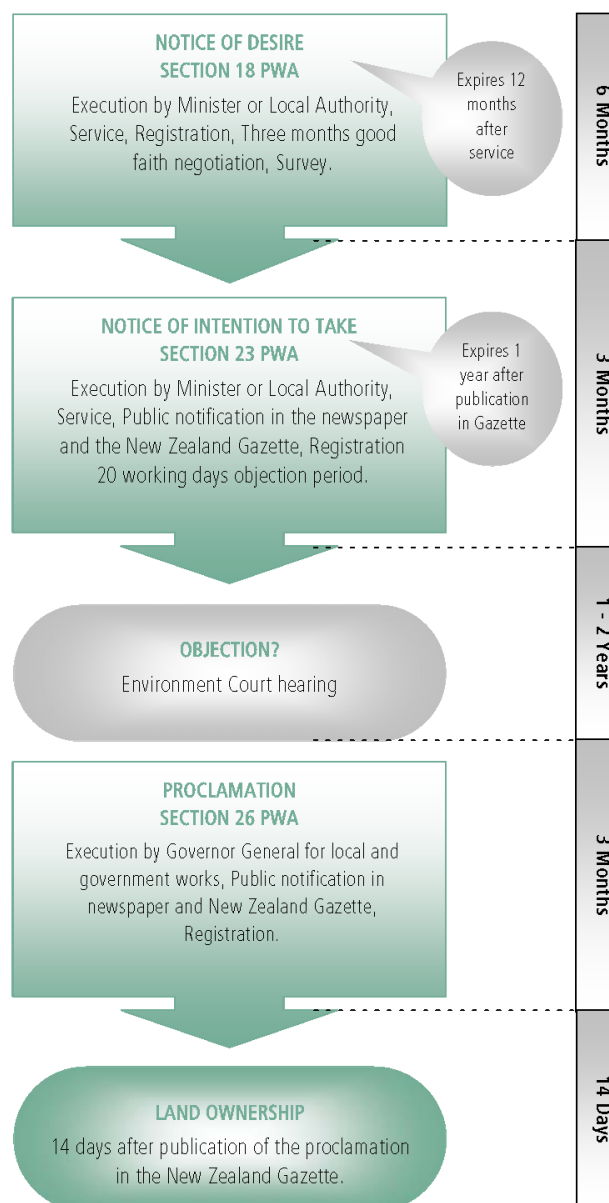 NOTICE OF DESIRE
SECTION 18 PWA
Execution by Minister or Local Authority,
Service, Registration, Three months good
faith negotiation, Survey.
Expires 12
months
after
service
6 Months
NOTICE OF INTENTION TO TAKE
SECTION 23 PWA
Execution by Minister or Local Authority,
Service, Public notification in the newspaper
and the New Zealand Gazette, Registration
20 working days objection period.
Expires 1
year after
publication
in Gazette
3 Months
OBJECTION?
Environment Court hearing
1 - 2 Years
PROCLAMATION
SECTION 26 PWA
Execution by Governor General for local and
government works, Public notification in
newspaper and New Zealand Gazette,
Registration.
3 Months
LAND OWNERSHIP
14 days after publication of the proclamation
in the New Zealand Gazette.
14 Days